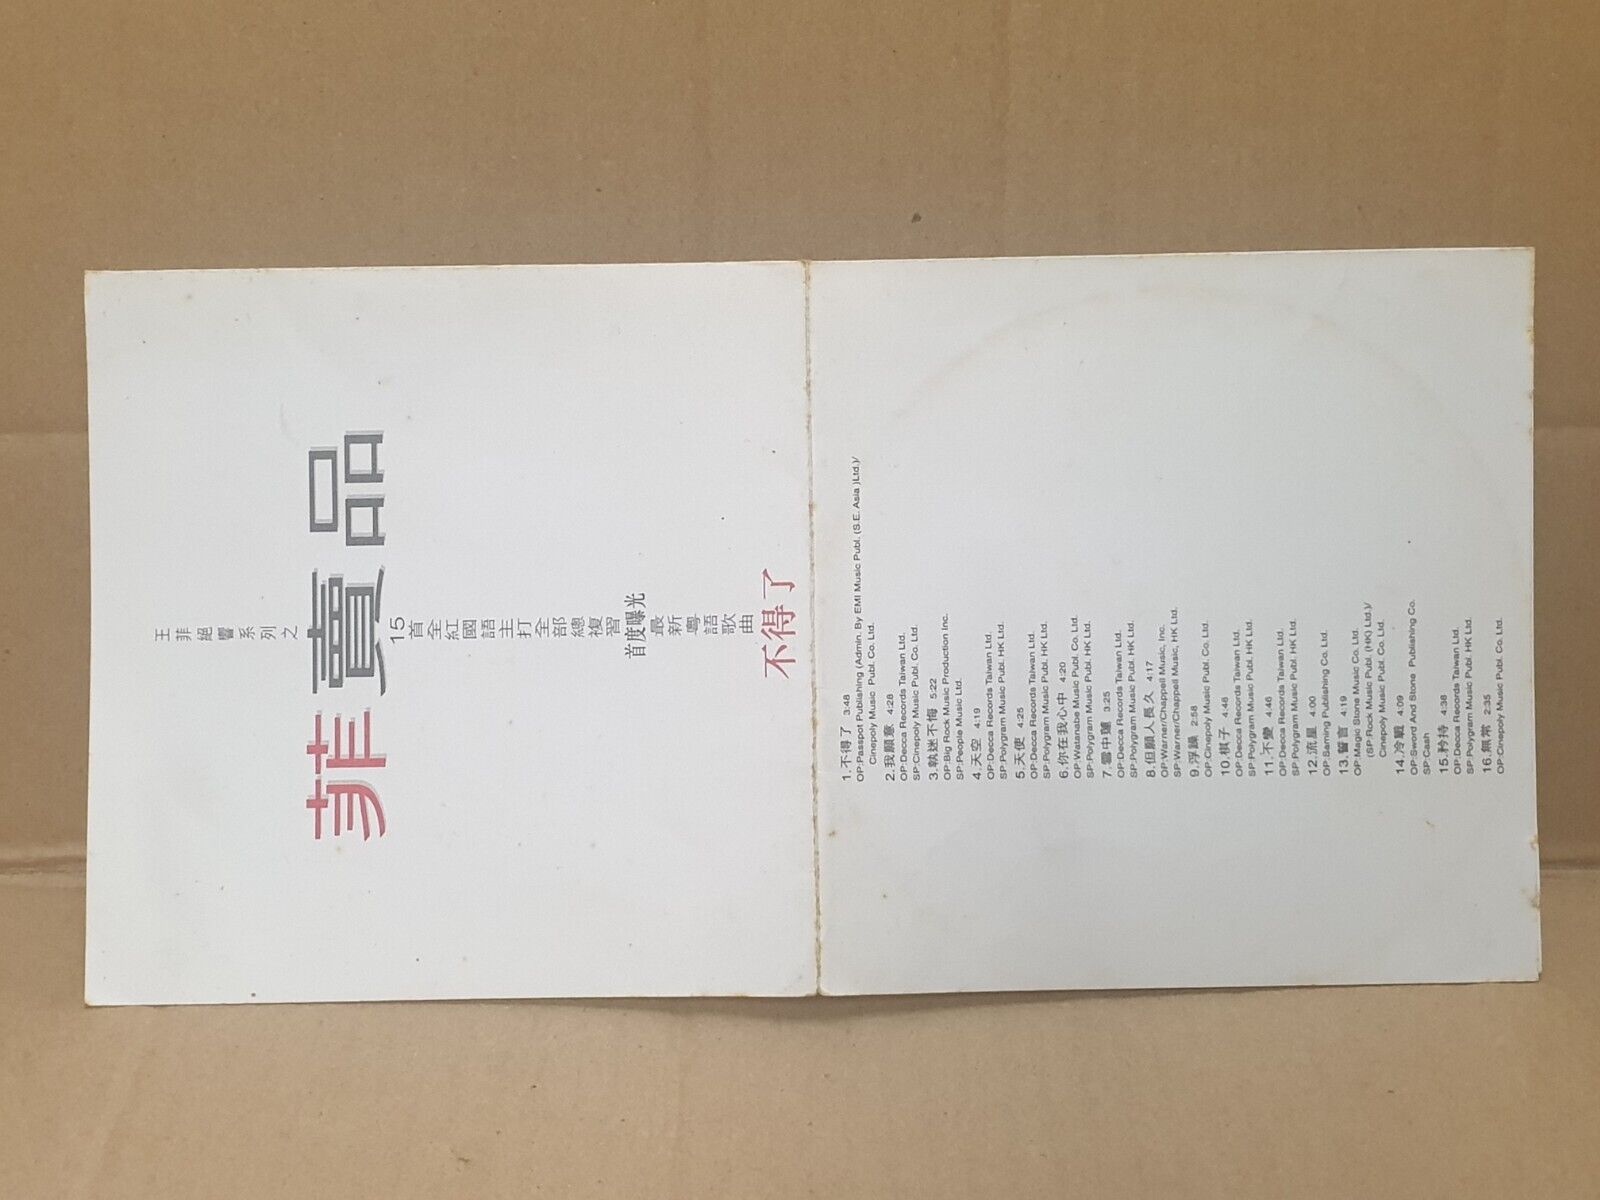 王菲絕響系列之
菲賣品
15首全紅國語主打全部總複習
首度曝光
最新粵語歌曲
不得了
1.不得了 3:48
OP:Passpot Publishing (Admin. By EMI Music Publ. (S.E. Asia )Ltd.)/
Cinepoly Music Publ. Co. Ltd.
2.我願意 4:28
OP:Decca Records Taiwan Ltd.
SP:Cinepoly Music Publ. Co. Ltd.
3.執迷不悔 5:22
OP:Big Rock Music Production Inc.
SP:People Music Ltd.
4.天空 4:19
OP:Decca Records Taiwan Ltd.
SP:Polygram Music Publ. HK Ltd.
5.天使 4:25
OP:Decca Records Taiwan Ltd.
SP:Polygram Music Publ. HK Ltd.
6.你在我心中 4:20
OP:Watanabe Music Publ. Co. Ltd
SP:Polygram Music Publ. HK Ltd.
7.雪中蓮 3:25
OP:Decca Records Taiwan Ltd.
SP:Polygram Music Publ. HK Ltd.
8.但願人長久 4:17
OP:Warner/Chappell Music, Inc.
SP:Warner/Chappell Music, HK Ltd.
9.浮躁 2:58
OP:Cinepoly Music Publ. Co. Ltd.
10.棋子 4:46
OP:Decca Records Taiwan Ltd.
SP:Polygram Music Publ. HK Ltd.
11.不變 4:46
OP:Decca Records Taiwan Ltd.
SP:Polygram Music Publ. HK Ltd.
12.流星 4:00
OP:Saming Publishing Co. Ltd.
13.誓言 4:19
OP:Magic Stone Music Co. Ltd.
(SP:Rock Music Publ. (HK) Ltd.)/
Cinepoly Music Publ. Co. Ltd.
14.冷戰 4:09
OP:Sword And Stone Publishing Co.
SP:Cash
15.矜持 4:38
OP:Decca Records Taiwan Ltd.
SP:Polygram Music Publ. HK Ltd.
16.無常 2:35
OP:Cinepoly Music Publ. Co. Ltd.